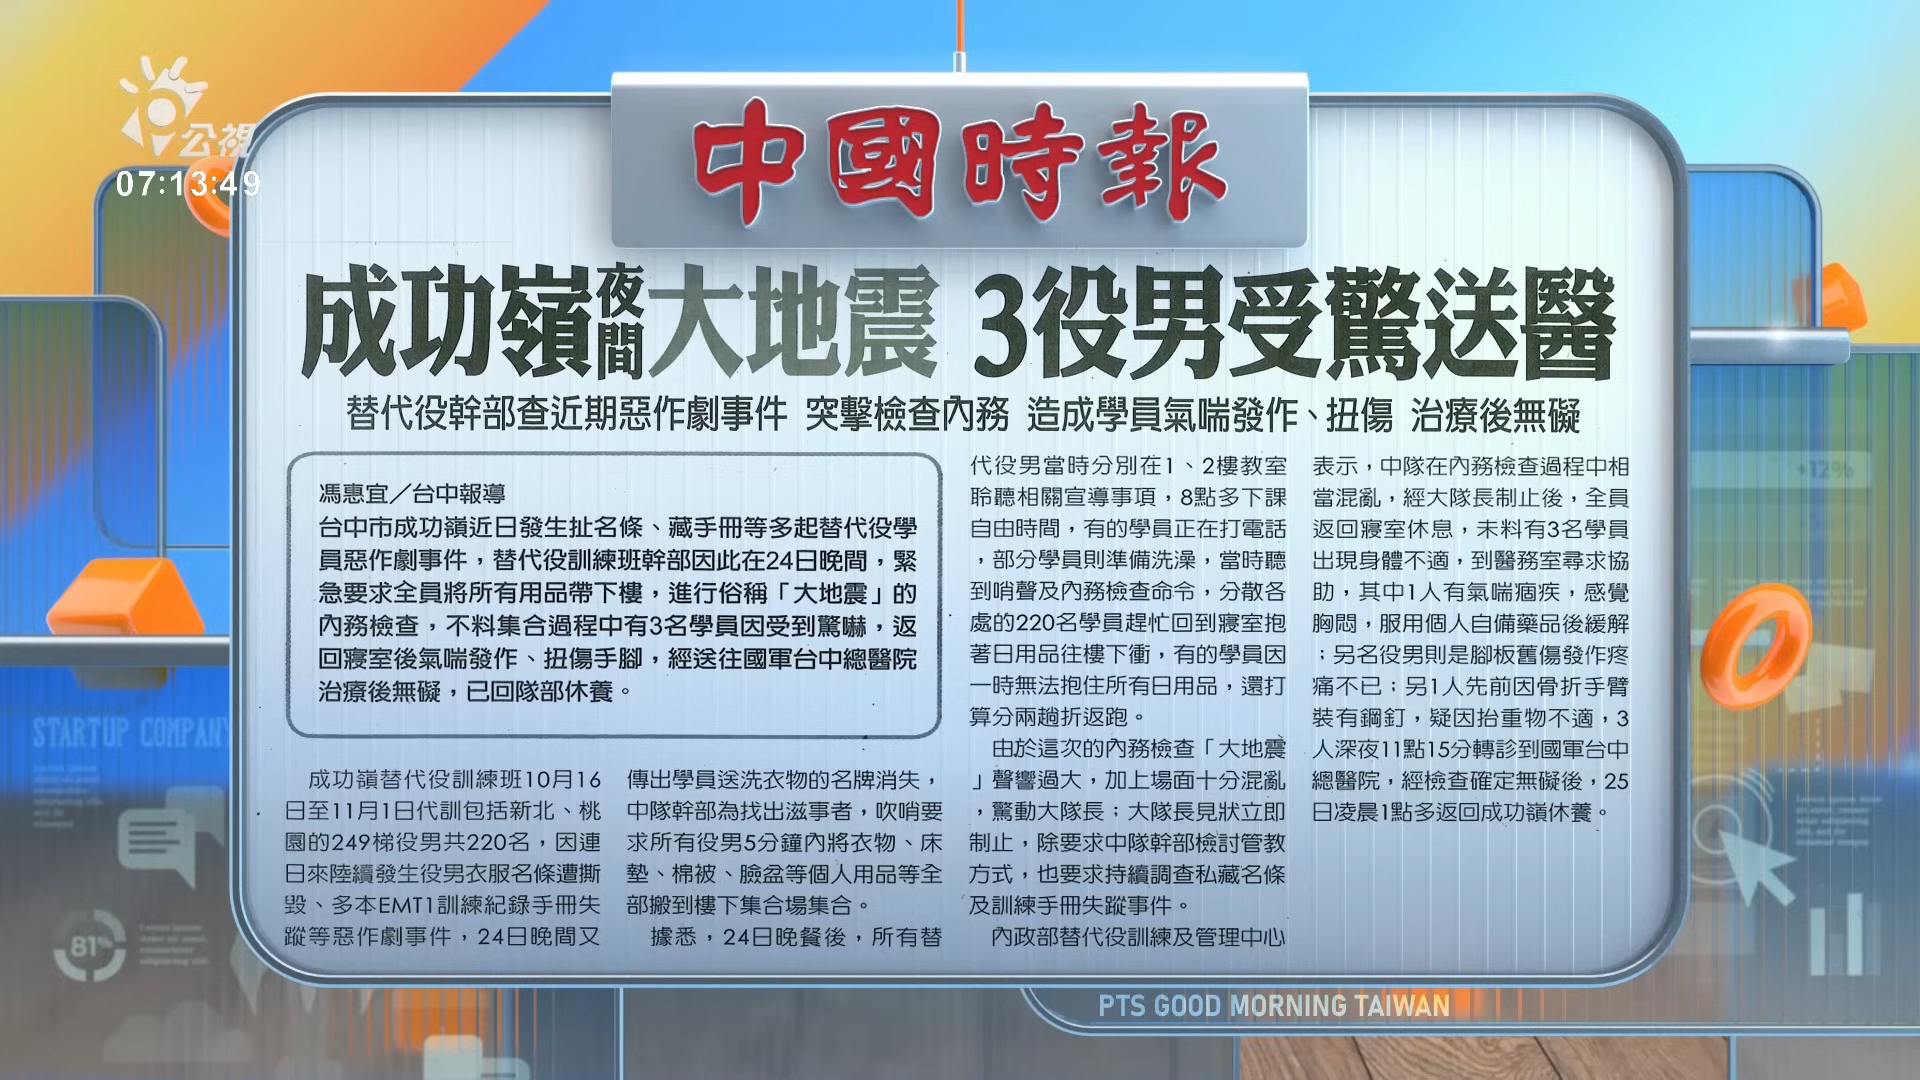 公視
07:13:49
中國時報
成功嶺夜間大地震 3役男受驚送醫
替代役幹部查近期惡作劇事件 突擊檢查內務 造成學員氣喘發作、扭傷 治療後無礙
馮惠宜／台中報導
台中市成功嶺近日發生扯名條、藏手冊等多起替代役學
員惡作劇事件，替代役訓練班幹部因此在24日晚間，緊
急要求全員將所有用品帶下樓，進行俗稱「大地震」的
內務檢查，不料集合過程中有3名學員因受到驚嚇，返
回寢室後氣喘發作、扭傷手腳，經送往國軍台中總醫院
治療後無礙，已回隊部休養。
成功嶺替代役訓練班10月16
日至11月1日代訓包括新北、桃
園的249梯役男共220名，因連
日來陸續發生役男衣服名條遭撕
毀、多本EMT1訓練紀錄手冊失
蹤等惡作劇事件，24日晚間又
傳出學員送洗衣物的名牌消失，
中隊幹部為找出滋事者，吹哨要
求所有役男5分鐘內將衣物、床
墊、棉被、臉盆等個人用品等全
部搬到樓下集合場集合。
據悉，24日晚餐後，所有替
代役男當時分別在1、2樓教室
聆聽相關宣導事項，8點多下課
自由時間，有的學員正在打電話
，部分學員則準備洗澡，當時聽
到哨聲及內務檢查命令，分散各
處的220名學員趕忙回到寢室抱
著日用品往樓下衝，有的學員因
一時無法抱住所有日用品，還打
算分兩趟折返跑。
由於這次的內務檢查「大地震
」聲響過大，加上場面十分混亂
，驚動大隊長；大隊長見狀立即
制止，除要求中隊幹部檢討管教
方式，也要求持續調查私藏名條
及訓練手冊失蹤事件。
內政部替代役訓練及管理中心
表示，中隊在內務檢查過程中相
當混亂，經大隊長制止後，全員
返回寢室休息，未料有3名學員
出現身體不適，到醫務室尋求協
助，其中1人有氣喘痼疾，感覺
胸悶，服用個人自備藥品後緩解
；另名役男則是腳板舊傷發作疼
痛不已；另1人先前因骨折手臂
裝有鋼釘，疑因抬重物不適，3
人深夜11點15分轉診到國軍台中
總醫院，經檢查確定無礙後，25
日凌晨1點多返回成功嶺休養。
+12%
STARTUP COMPANY
81%
PTS GOOD MORNING TAIWAN